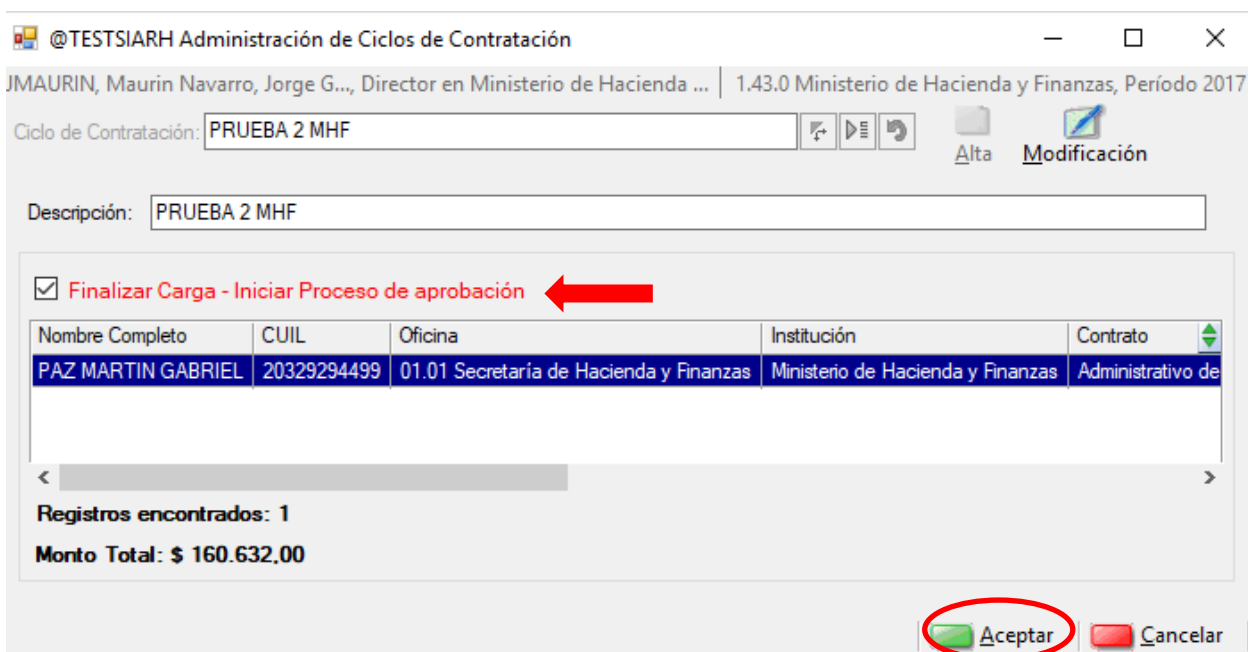 @TESTSIARH Administración de Ciclos de Contratación
JMAURIN, Maurin Navarro, Jorge G..., Director en Ministerio de Hacienda ... 1.43.0 Ministerio de Hacienda y Finanzas, Período 2017
Ciclo de Contratación: PRUEBA 2 MHF Alta Modificación
Descripción: PRUEBA 2 MHF
Finalizar Carga - Iniciar Proceso de aprobación
Nombre Completo CUIL Oficina Institución Contrato
PAZ MARTIN GABRIEL 20329294499 01.01 Secretaría de Hacienda y Finanzas Ministerio de Hacienda y Finanzas Administrativo de
Registros encontrados: 1
Monto Total: $ 160.632,00
Aceptar Cancelar